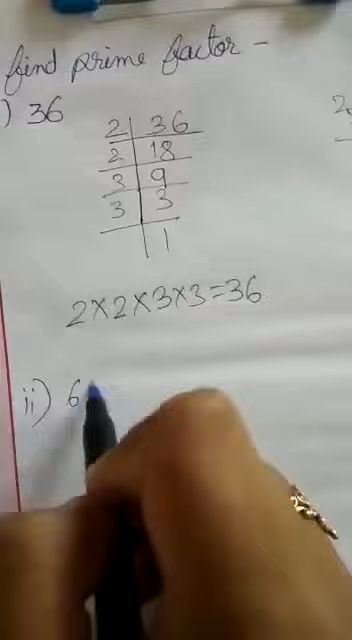 find prime factor -
) 36
2 | 36
2 | 18
3 | 9
3 | 3
| 1
2×2×3×3=36
ii) 6
2